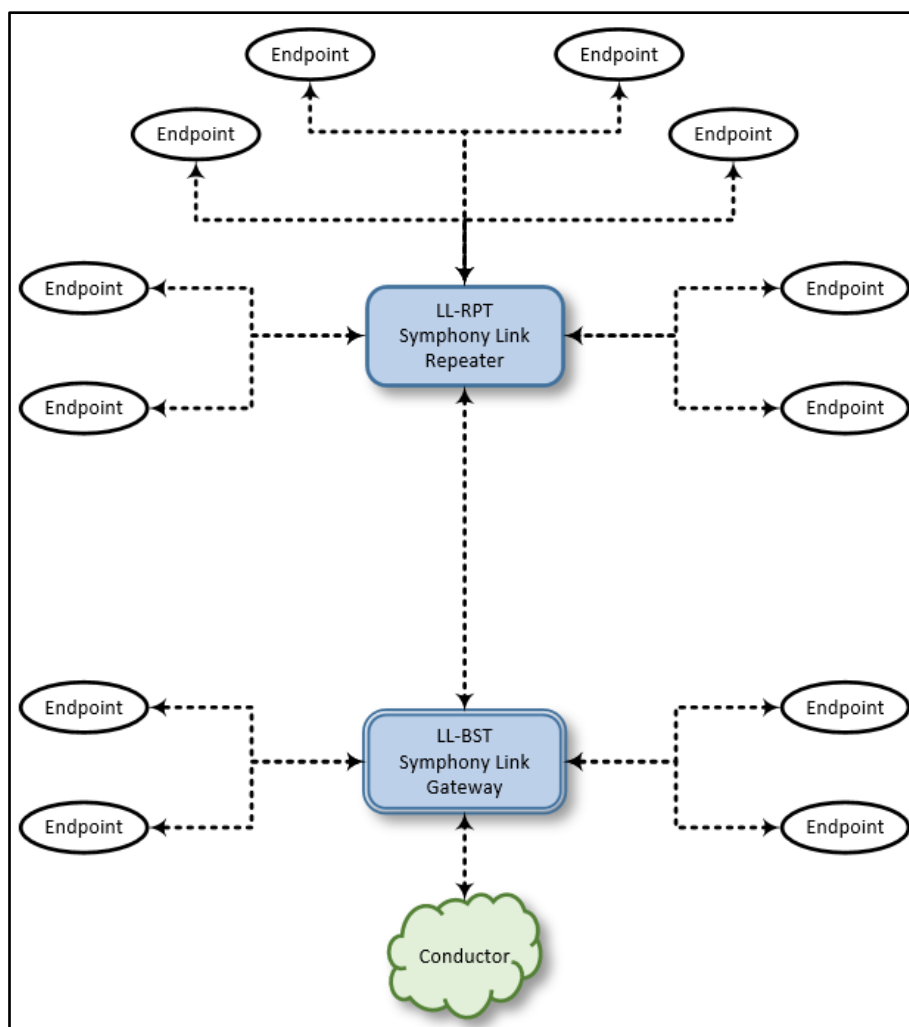 Endpoint
Endpoint
Endpoint
Endpoint
Endpoint
Endpoint
LL-RPT
Symphony Link
Repeater
Endpoint
Endpoint
Endpoint
Endpoint
LL-BST
Symphony Link
Gateway
Endpoint
Endpoint
Conductor